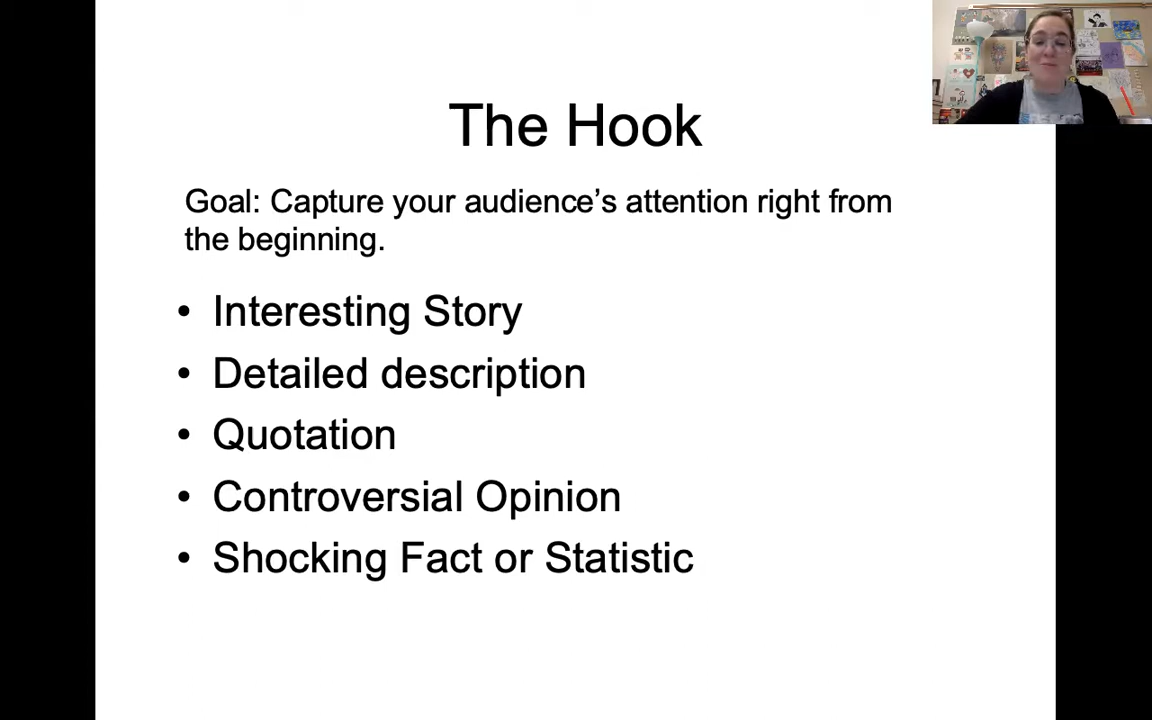 The Hook
Goal: Capture your audience’s attention right from
the beginning.
• Interesting Story
• Detailed description
• Quotation
• Controversial Opinion
• Shocking Fact or Statistic